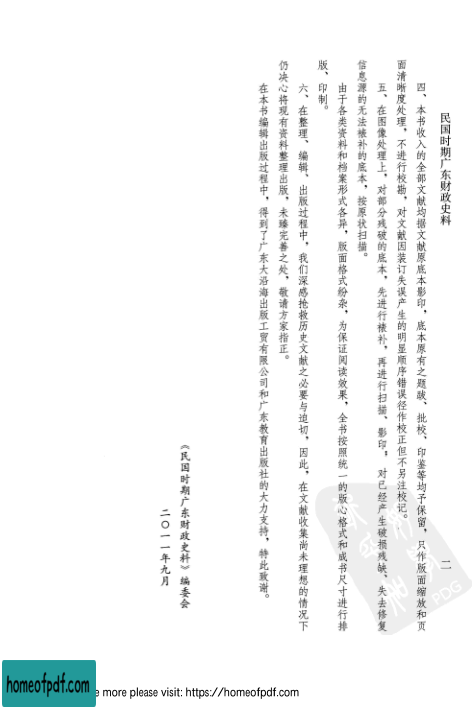 民国时期广东财政史料
二
四、本书收入的全部文献均据文献原底本影印，底本原有之题跋、批校、印鉴等均予保留，只作版面缩放和页
面清晰度处理，不进行校勘，对文献因装订失误产生的明显顺序错误径作校正但不另注校记。
五、在图像处理上，对部分残破的底本，先进行裱补，再进行扫描、影印，对已经产生破损残缺、失去修复
信息源的无法裱补的底本，按原状扫描。
由于各类资料和档案形式各异，版面格式纷杂，为保证阅读效果，全书按照统一的版心格式和成书尺寸进行排
版、印制。
六、在整理、编辑、出版过程中，我们深感抢救历史文献之必要与迫切，因此，在文献收集尚未理想的情况下
仍决心将现有资料整理出版，未臻完善之处，敬请方家指正。
在本书编辑出版过程中，得到了广东大沿海出版工贸有限公司和广东教育出版社的大力支持，特此致谢。
《民国时期广东财政史料》编委会
二〇一一年九月
PDG
homeofpdf.com
e more please visit: https://homeofpdf.com